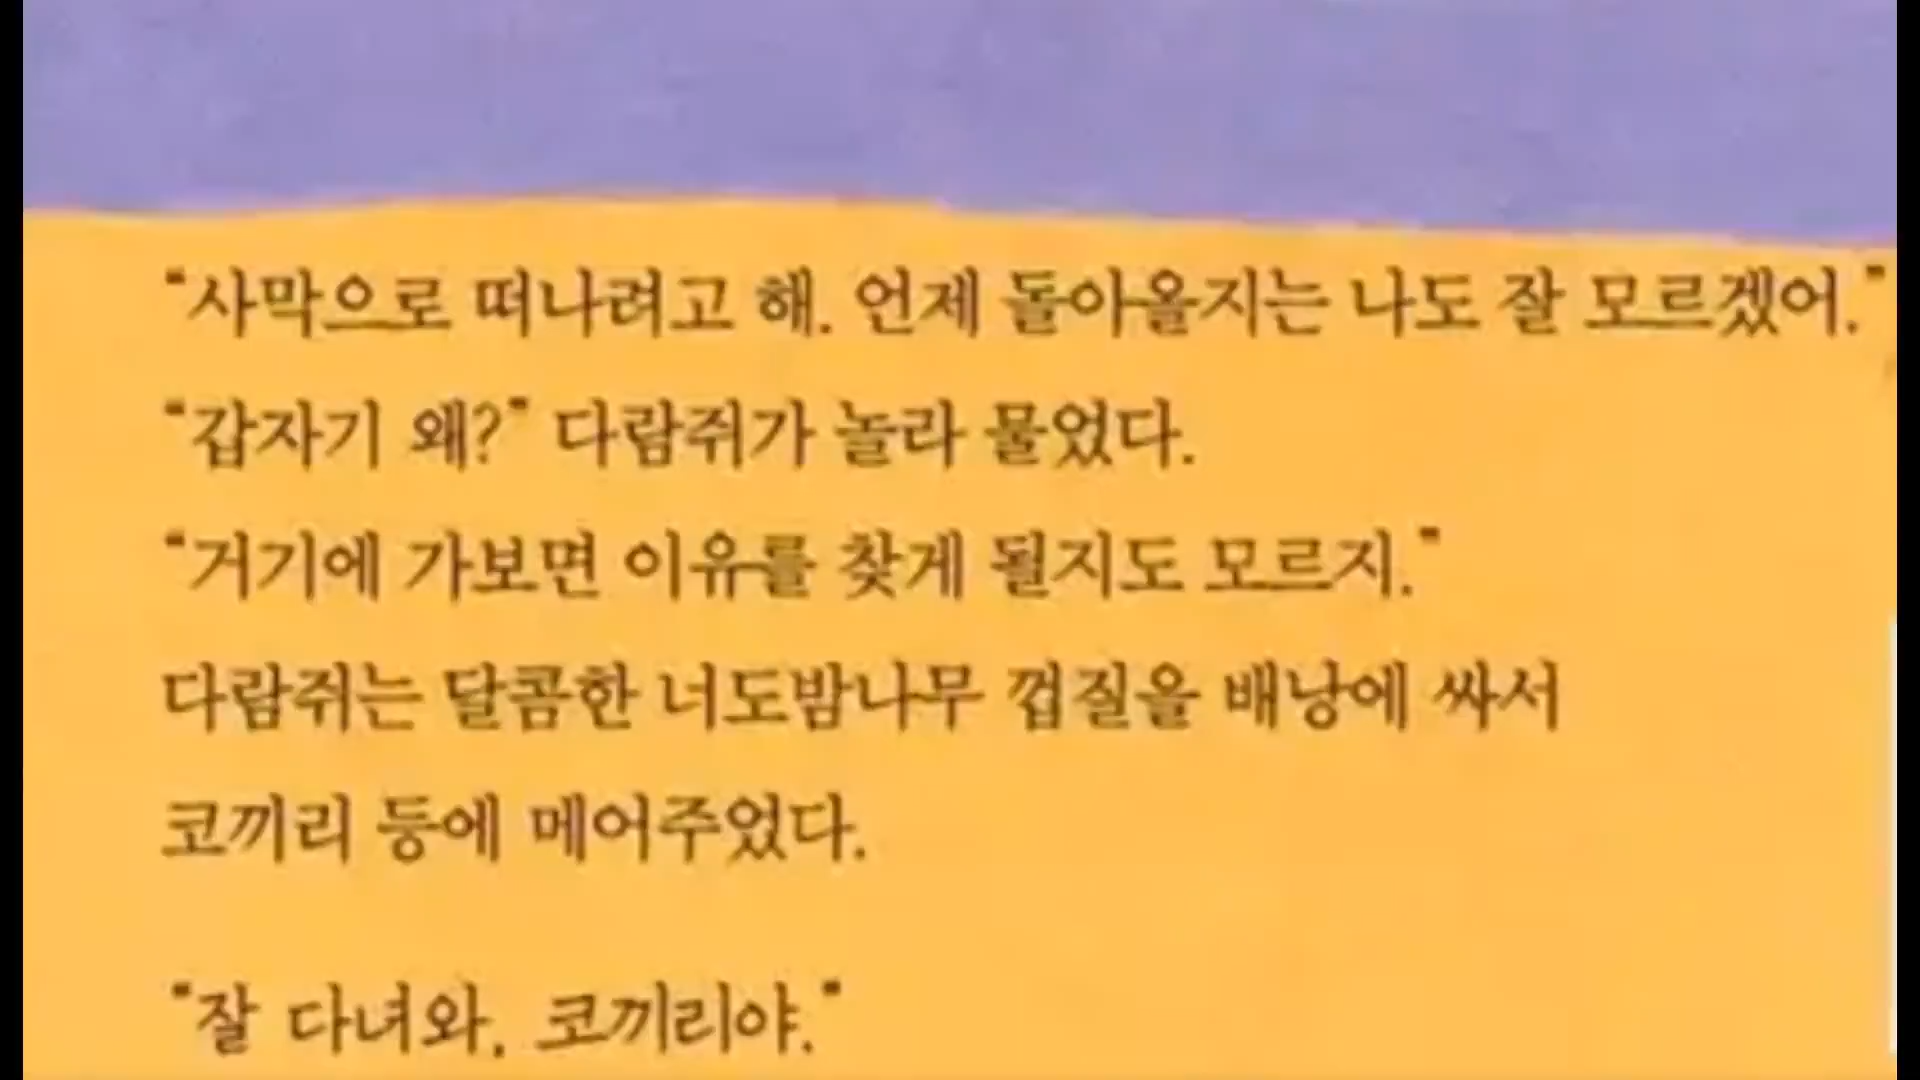 “사막으로 떠나려고 해. 언제 돌아올지는 나도 잘 모르겠어.”
“갑자기 왜?” 다람쥐가 놀라 물었다.
“거기에 가보면 이유를 찾게 될지도 모르지.”
다람쥐는 달콤한 너도밤나무 껍질을 배낭에 싸서
코끼리 등에 메어주었다.
“잘 다녀와, 코끼리야.”